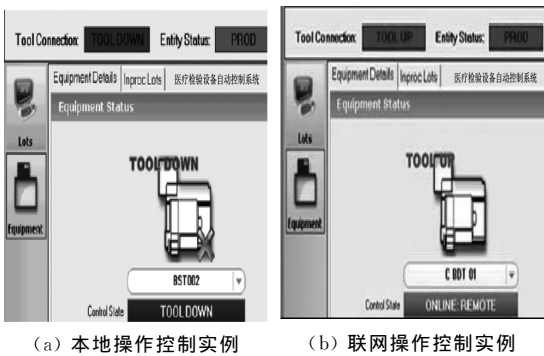 Tool Connection: TOOL DOWN Entity Status: PROD
Equipment Details Inproc Lots 医疗检验设备自动控制系统
Equipment Status
Lots
TOOL DOWN
Equipment
BST002
Control State TOOL DOWN
(a) 本地操作控制实例
Tool Connection: TOOL UP Entity Status: PROD
Equipment Details Inproc Lots 医疗检验设备自动控制系统
Equipment Status
Lots
TOOL UP
Equipment
C BDT 01
Control State ONLINE: REMOTE
(b) 联网操作控制实例